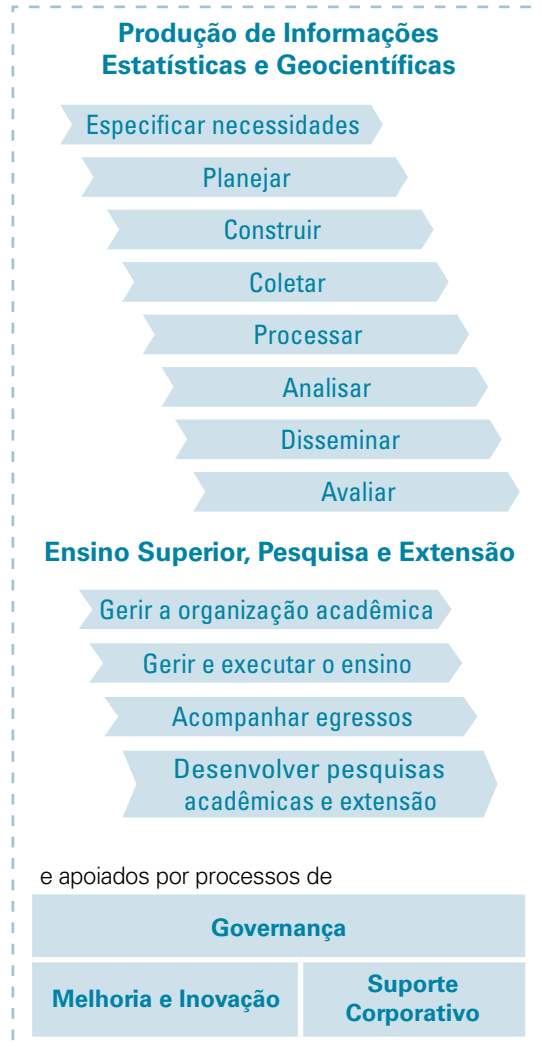 Produção de Informações
Estatísticas e Geocientíficas
Especificar necessidades
Planejar
Construir
Coletar
Processar
Analisar
Disseminar
Avaliar
Ensino Superior, Pesquisa e Extensão
Gerir a organização acadêmica
Gerir e executar o ensino
Acompanhar egressos
Desenvolver pesquisas
acadêmicas e extensão
e apoiados por processos de
Governança
Melhoria e Inovação
Suporte
Corporativo